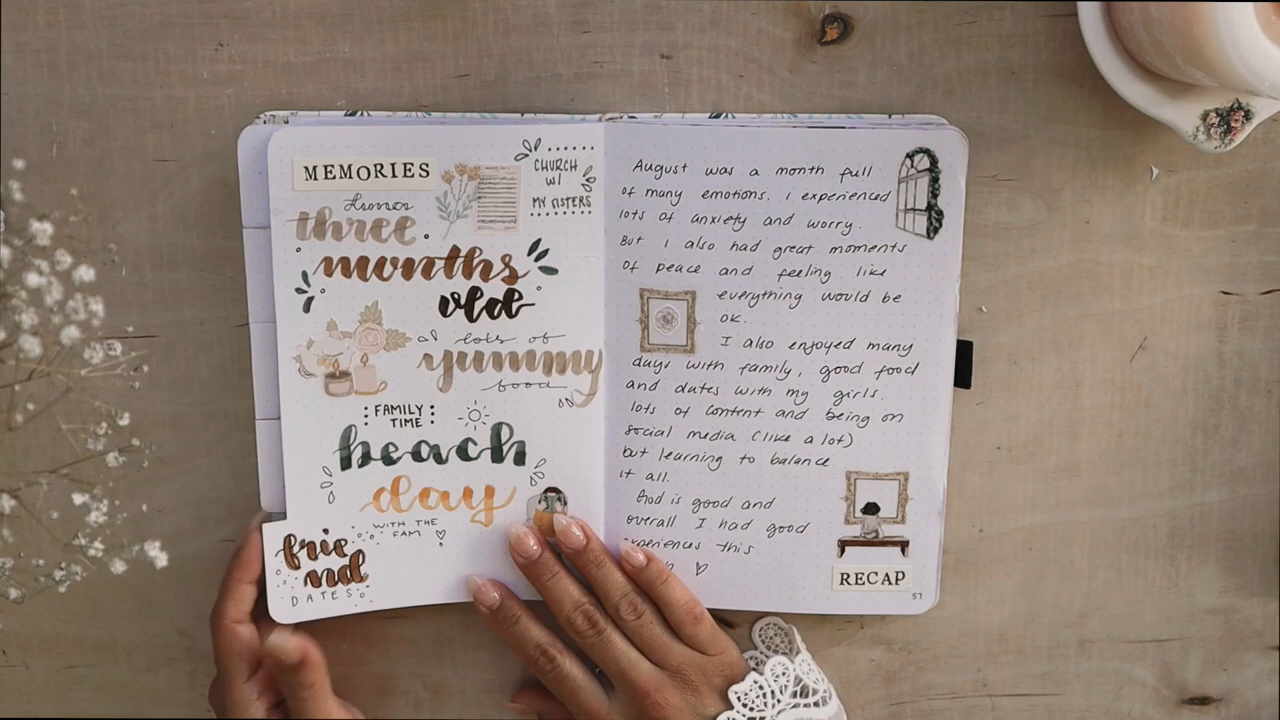 MEMORIES
CHURCH
W/
MY SISTERS
three
months
old
lots of
yummy
food
FAMILY
TIME
beach
day
WITH THE
FAM
frie
nd
DATES
August was a month full
of many emotions. i experienced
lots of anxiety and worry.
But i also had great moments
of peace and feeling like
everything would be
ok.
I also enjoyed many
days with family, good food
and dates with my girls.
lots of content and being on
social media (like a lot)
but learning to balance
it all.
God is good and
overall I had good
experiences this
RECAP
57